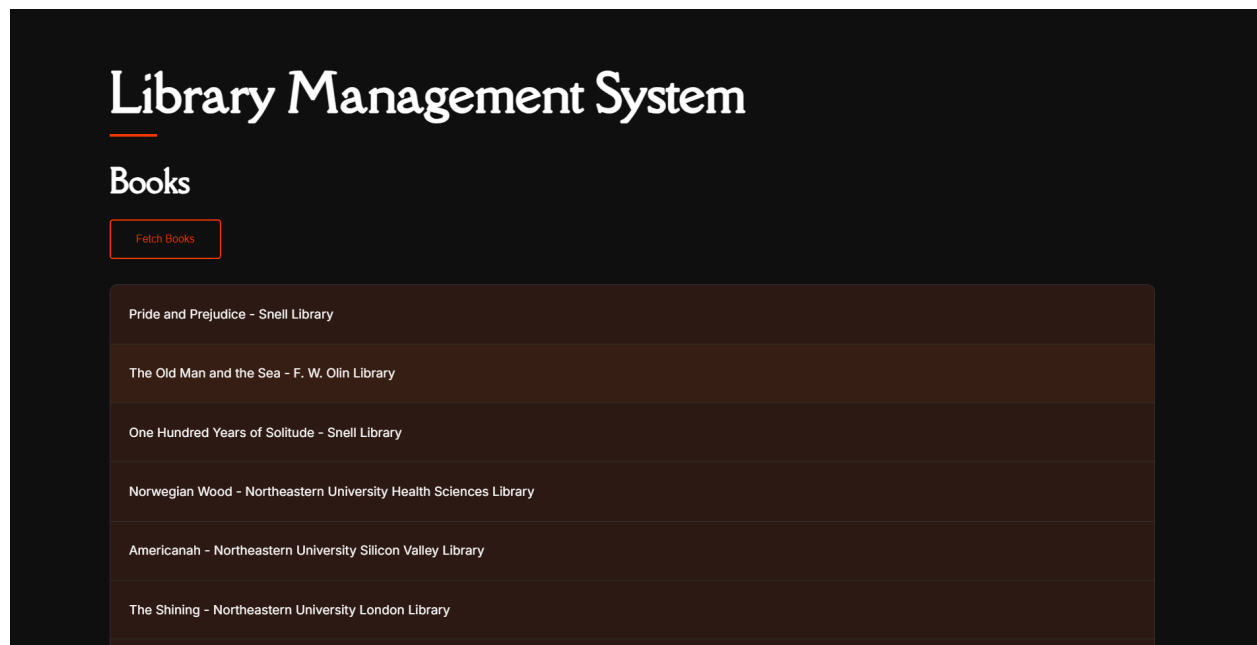 Library Management System
Books
Fetch Books
Pride and Prejudice - Snell Library
The Old Man and the Sea - F. W. Olin Library
One Hundred Years of Solitude - Snell Library
Norwegian Wood - Northeastern University Health Sciences Library
Americanah - Northeastern University Silicon Valley Library
The Shining - Northeastern University London Library